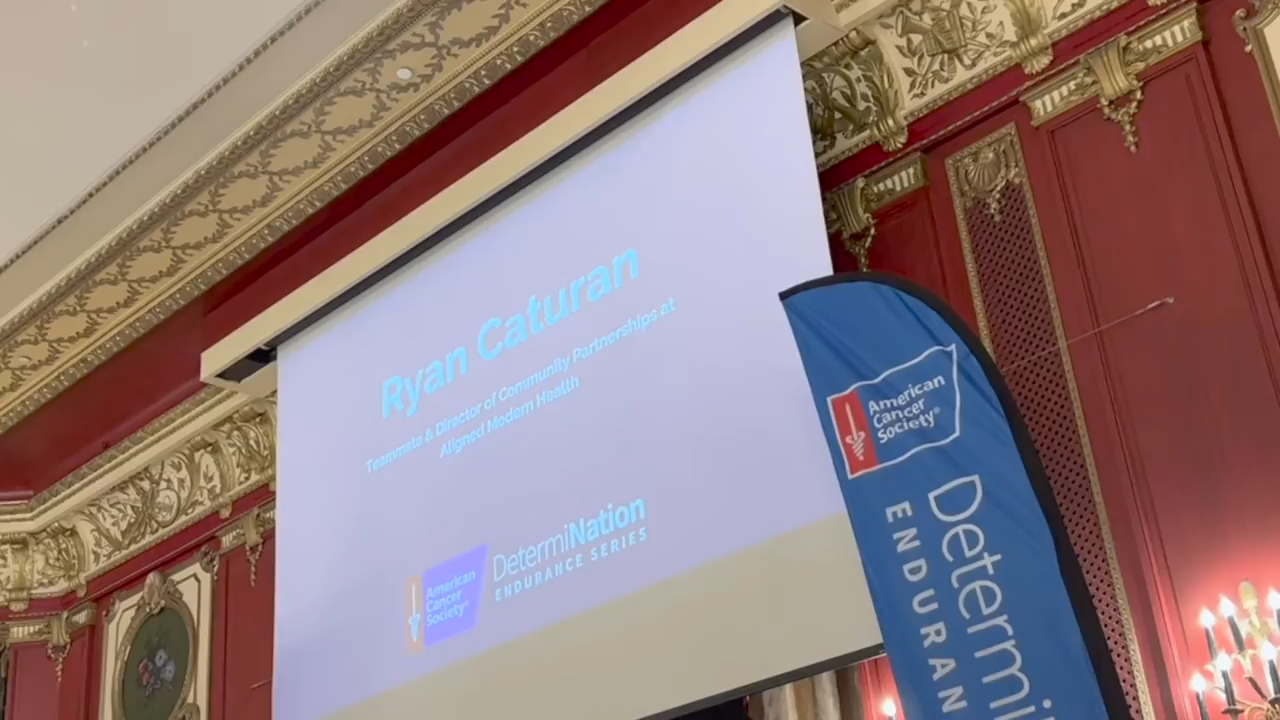 Ryan Caturan
Teammate & Director of Community Partnerships at
Aligned Modern Health
American
Cancer
Society®
DetermiNation
ENDURANCE SERIES
American
Cancer
Society®
Determi
ENDURAN